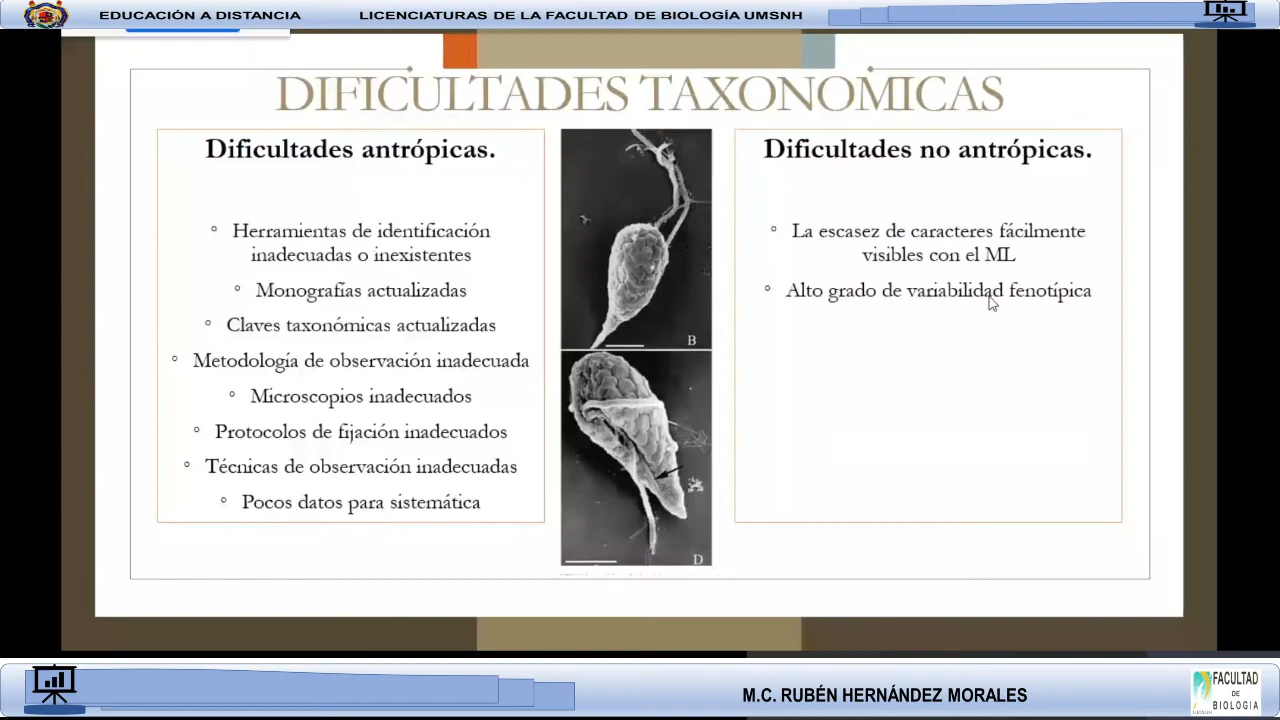 EDUCACIÓN A DISTANCIA LICENCIATURAS DE LA FACULTAD DE BIOLOGÍA UMSNH
DIFICULTADES TAXONOMICAS
Dificultades antrópicas.
Herramientas de identificación
inadecuadas o inexistentes
Monografías actualizadas
Claves taxonómicas actualizadas
Metodología de observación inadecuada
Microscopios inadecuados
Protocolos de fijación inadecuados
Técnicas de observación inadecuadas
Pocos datos para sistemática
B
D
Dificultades no antrópicas.
La escasez de caracteres fácilmente
visibles con el ML
Alto grado de variabilidad fenotípica
M.C. RUBÉN HERNÁNDEZ MORALES
FACULTAD
DE
BIOLOGIA